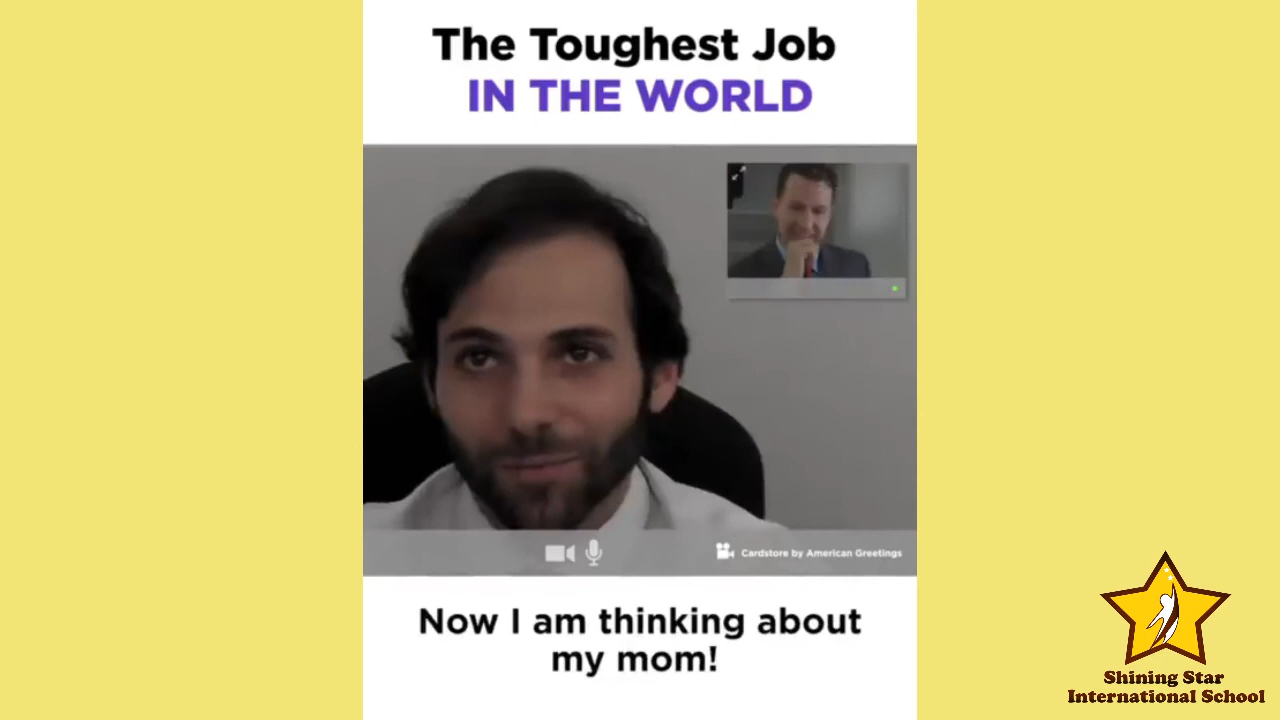 The Toughest Job
IN THE WORLD
Cardstore by American Greetings
Now I am thinking about
my mom!
Shining Star
International School